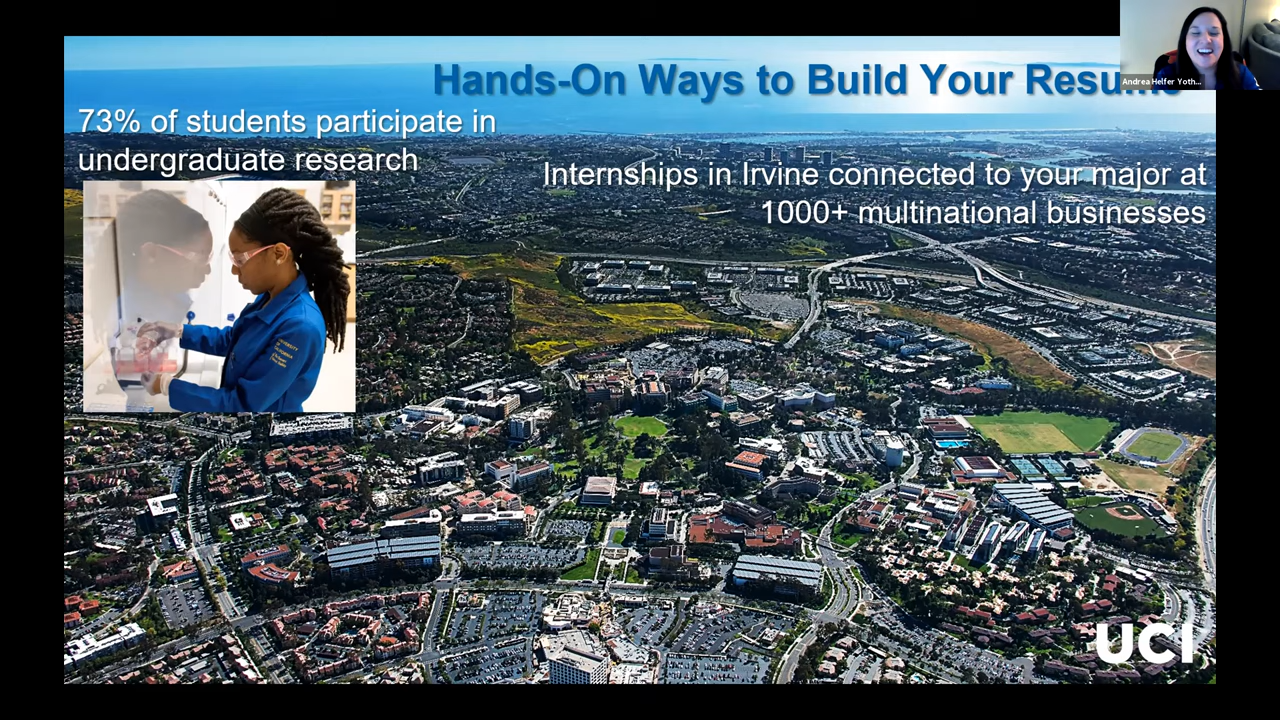 Andrea Helfer Yoth...
Hands-On Ways to Build Your Resume
73% of students participate in
undergraduate research
Internships in Irvine connected to your major at
1000+ multinational businesses
UCI